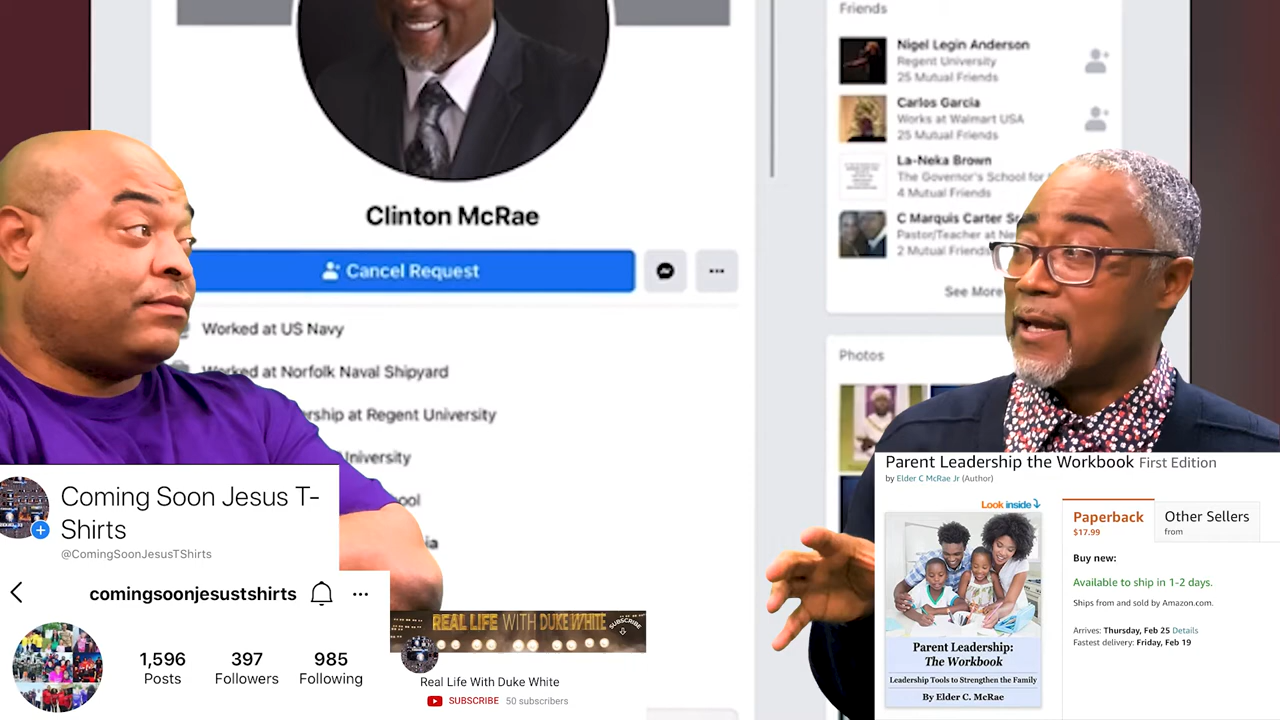 Clinton McRae
Cancel Request
Worked at US Navy
Worked at Norfolk Naval Shipyard
rship at Regent University
University
ool
ia
Friends
Nigel Legin Anderson
Regent University
25 Mutual Friends
Carlos Garcia
Works at Walmart USA
25 Mutual Friends
La-Neka Brown
The Governor's School for
4 Mutual Friends
C Marquis Carter Sr
Pastor/Teacher at Ne
2 Mutual Friends
See More
Photos
Coming Soon Jesus T-
Shirts
@ComingSoonJesusTShirts
comingsoonjesustshirts
1,596 397 985
Posts Followers Following
REAL LIFE WITH DUKE WHITE
SUBSCRIBE
Real Life With Duke White
SUBSCRIBE 50 subscribers
Parent Leadership the Workbook First Edition
by Elder C McRae Jr (Author)
Look inside
Parent Leadership:
The Workbook
Leadership Tools to Strengthen the Family
By Elder C. McRae
Paperback
$17.99
Other Sellers
from
Buy new:
Available to ship in 1-2 days.
Ships from and sold by Amazon.com.
Arrives: Thursday, Feb 25 Details
Fastest delivery: Friday, Feb 19